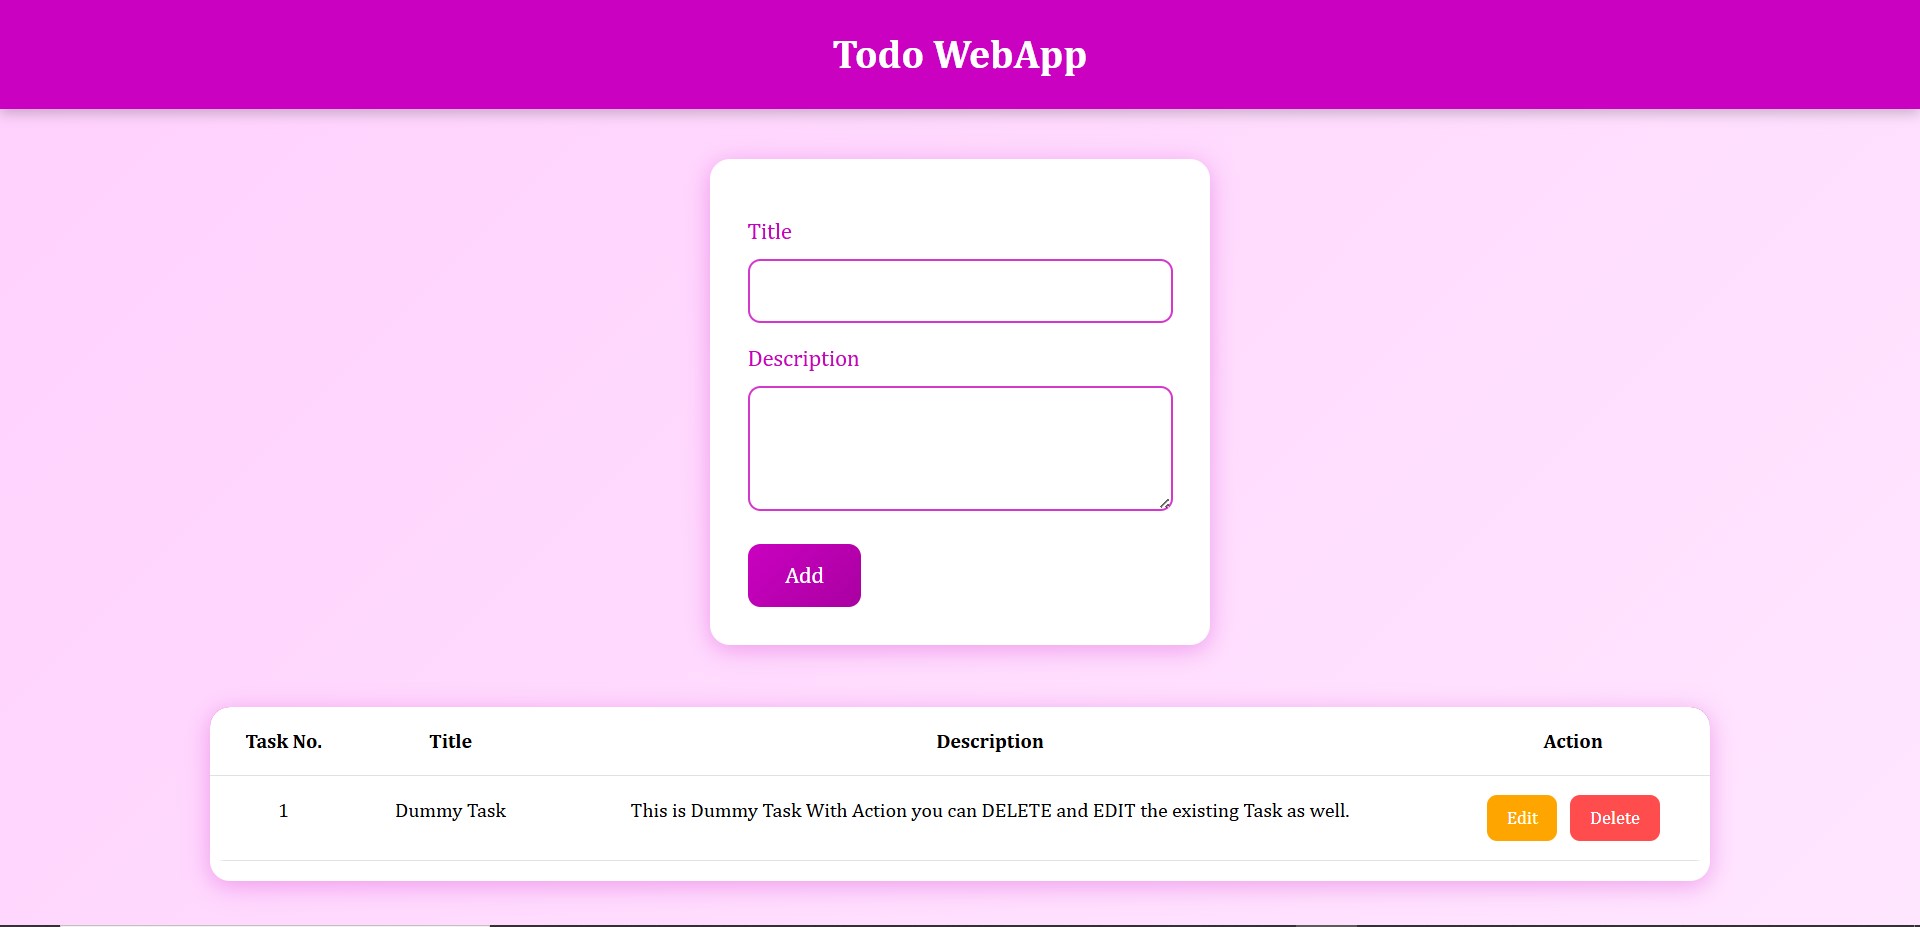 Todo WebApp
Title
Description
Add
Task No. Title Description Action
1 Dummy Task This is Dummy Task With Action you can DELETE and EDIT the existing Task as well. Edit Delete